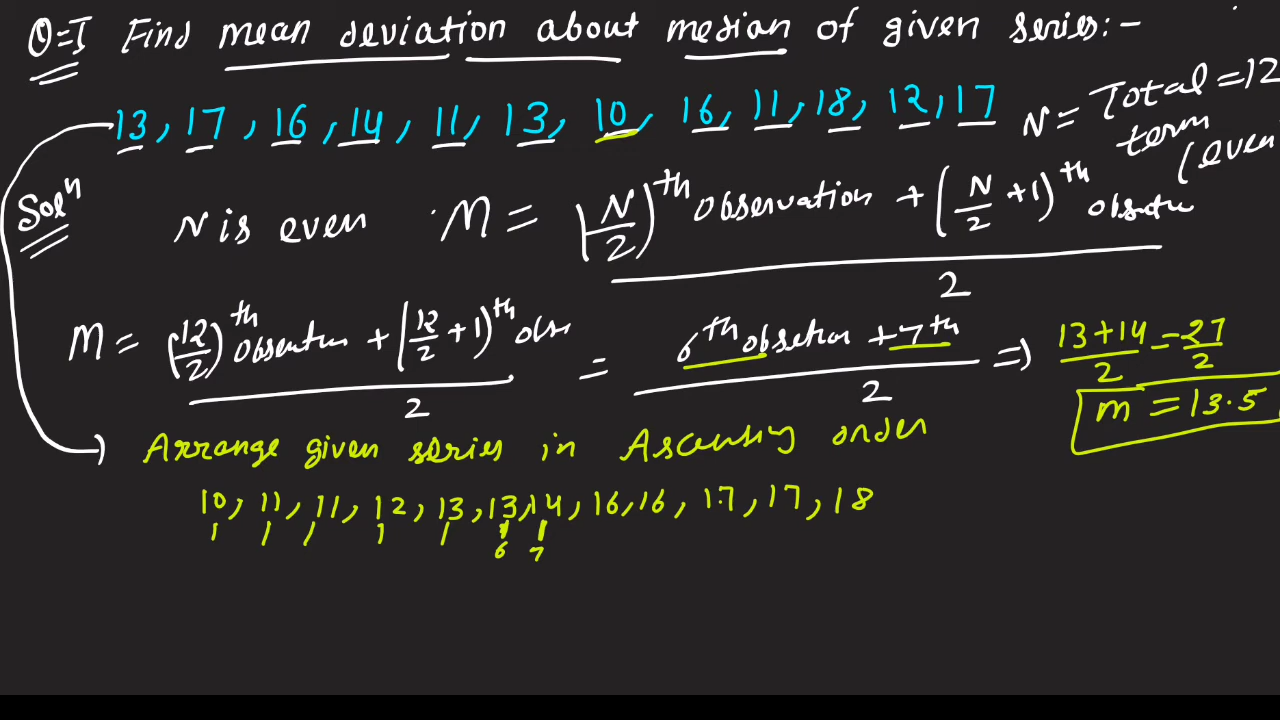 Q=1 Find mean deviation about median of given series:-
13, 17, 16, 14, 11, 13, 10, 16, 11, 18, 12, 17
N = Total term = 12 (even
Solⁿ
N is even M = (N/2)^th observation + (N/2 + 1)^th / 2
M = (12/2)^th + (12/2 + 1)^th / 2 = 6^th + 7^th / 2 => 13+14/2 = 27/2
m = 13.5
Arrange given series in order
10, 11, 11, 12, 13, 13, 14, 16, 16, 17, 17, 18
6 7